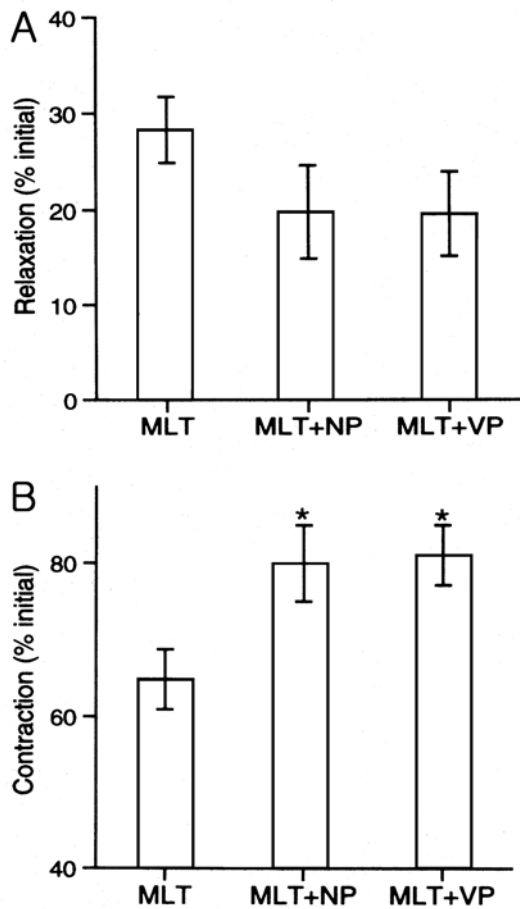 A
Relaxation (% initial)
40
30
20
10
0
MLT MLT+NP MLT+VP
B
Contraction (% initial)
* *
80
60
40
MLT MLT+NP MLT+VP